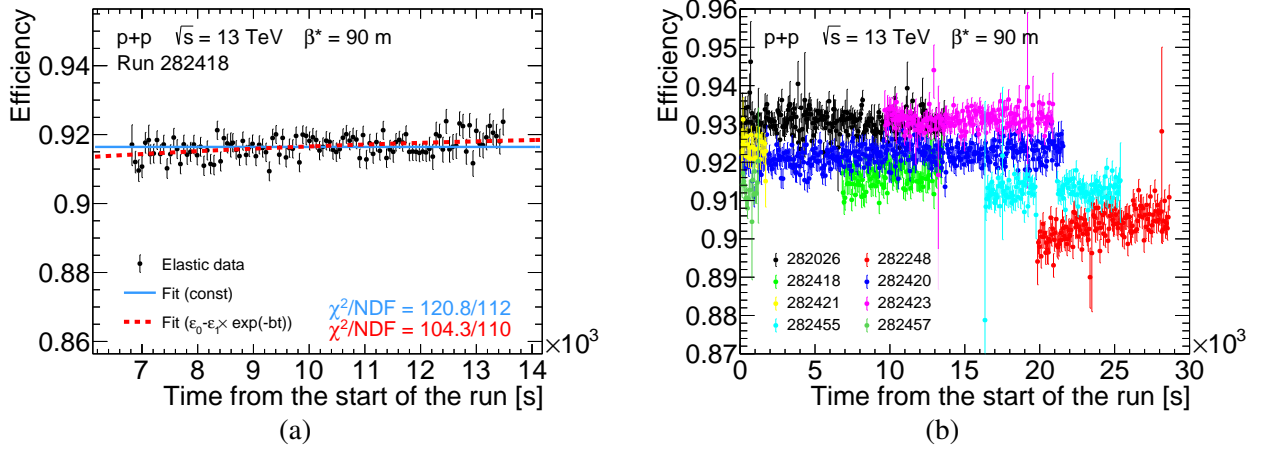 Efficiency
0.94
0.92
0.9
0.88
0.86
p+p √s = 13 TeV β* = 90 m
Run 282418
Elastic data
Fit (const)
Fit (ε₀-ε₁× exp(-bt))
χ²/NDF = 120.8/112
χ²/NDF = 104.3/110
7 8 9 10 11 12 13 14
×10³
Time from the start of the run [s]
(a)
Efficiency
0.96
0.95
0.94
0.93
0.92
0.91
0.9
0.89
0.88
0.87
p+p √s = 13 TeV β* = 90 m
282026 282248
282418 282420
282421 282423
282455 282457
0 5 10 15 20 25 30
×10³
Time from the start of the run [s]
(b)